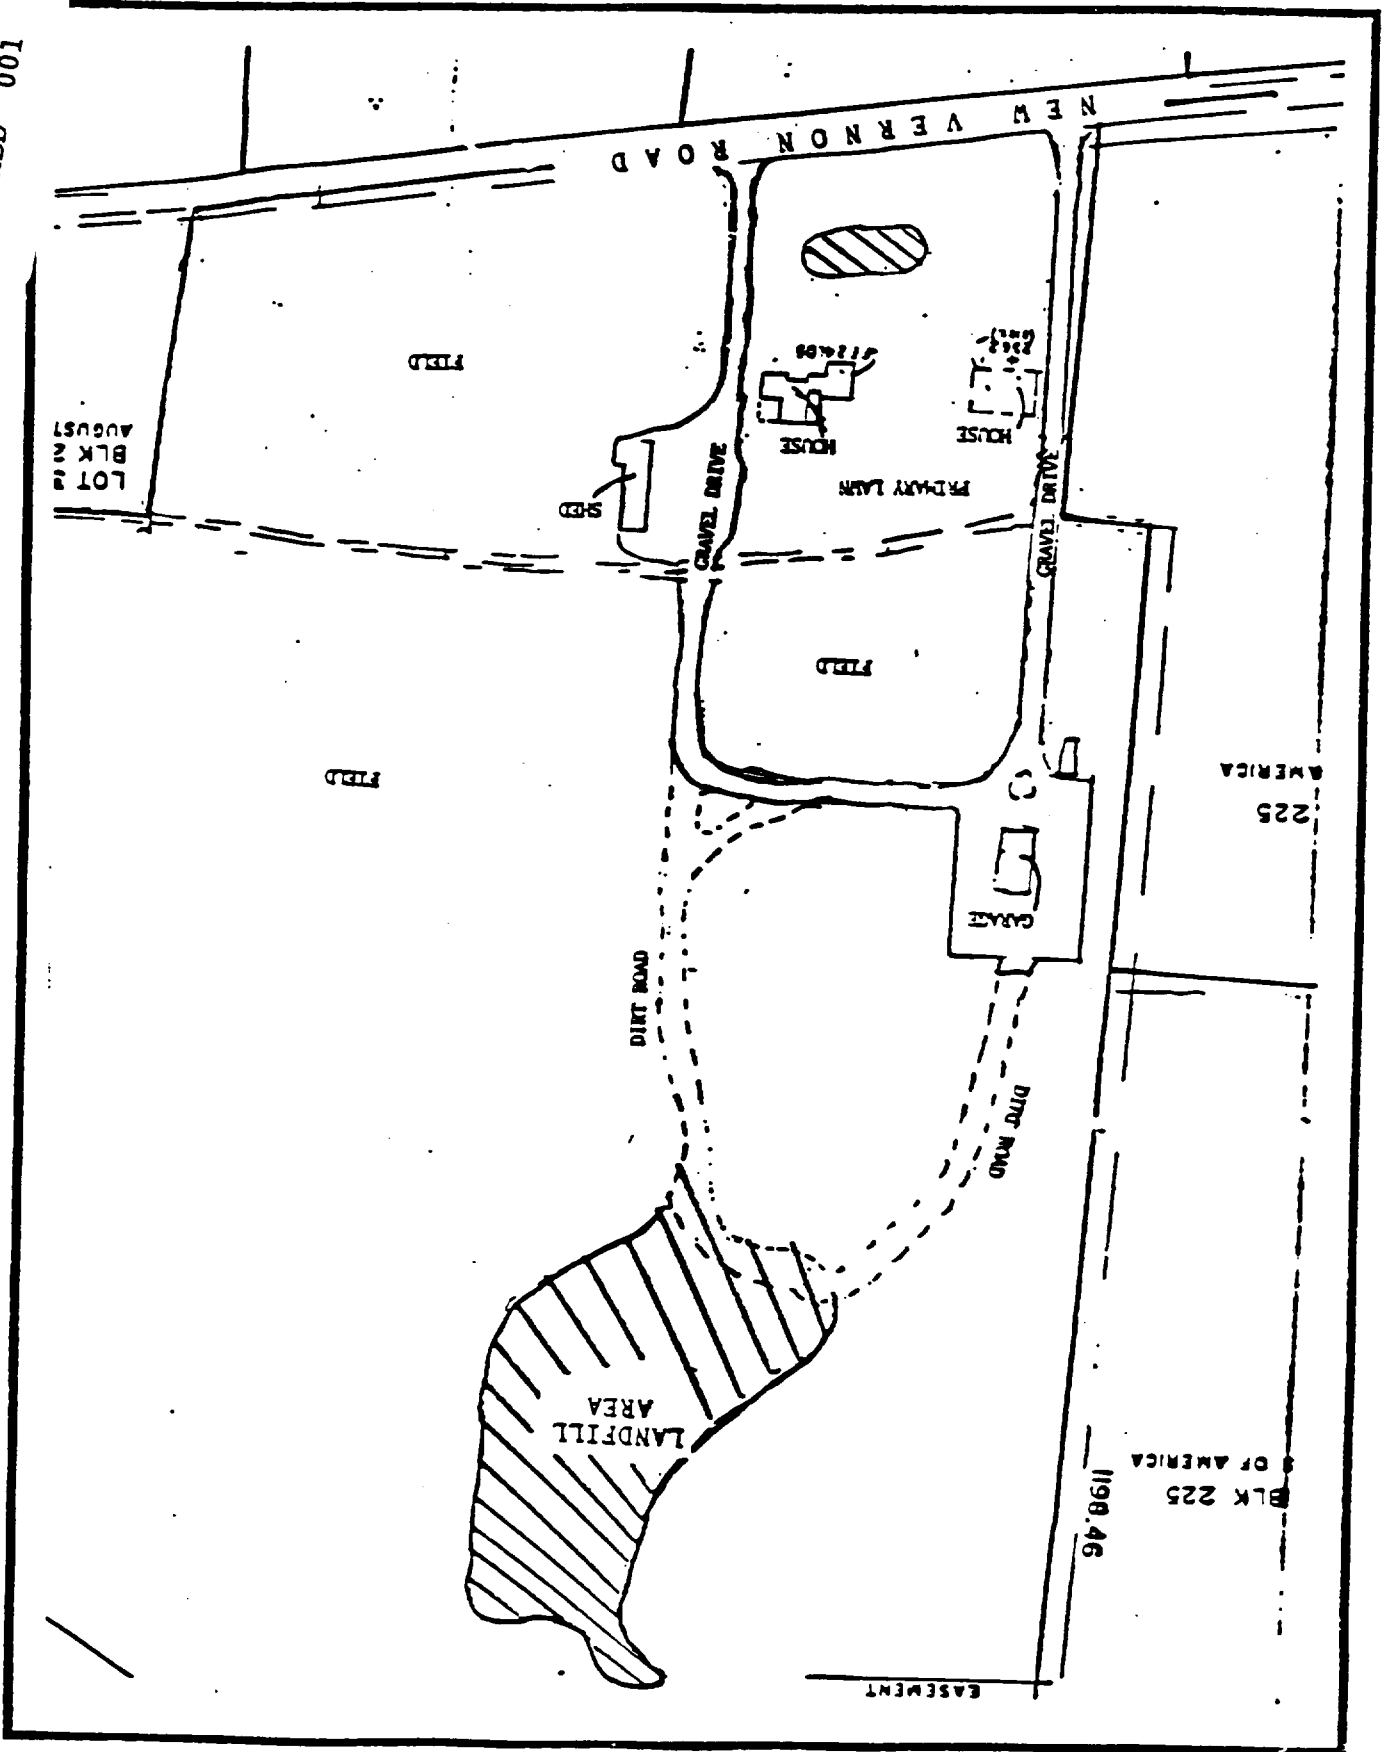 001
NEW VERNON ROAD
FIELD
HOUSE
HOUSE
PRIMARY LAWN
GRAVEL DRIVE
GRAVEL DRIVE
SHED
AUGUST
BLK 2
LOT
FIELD
FIELD
AMERICA
225
GARAGE
DIRT ROAD
DIRT ROAD
LANDFILL
AREA
OF AMERICA
BLK 225
1198.46
EASEMENT